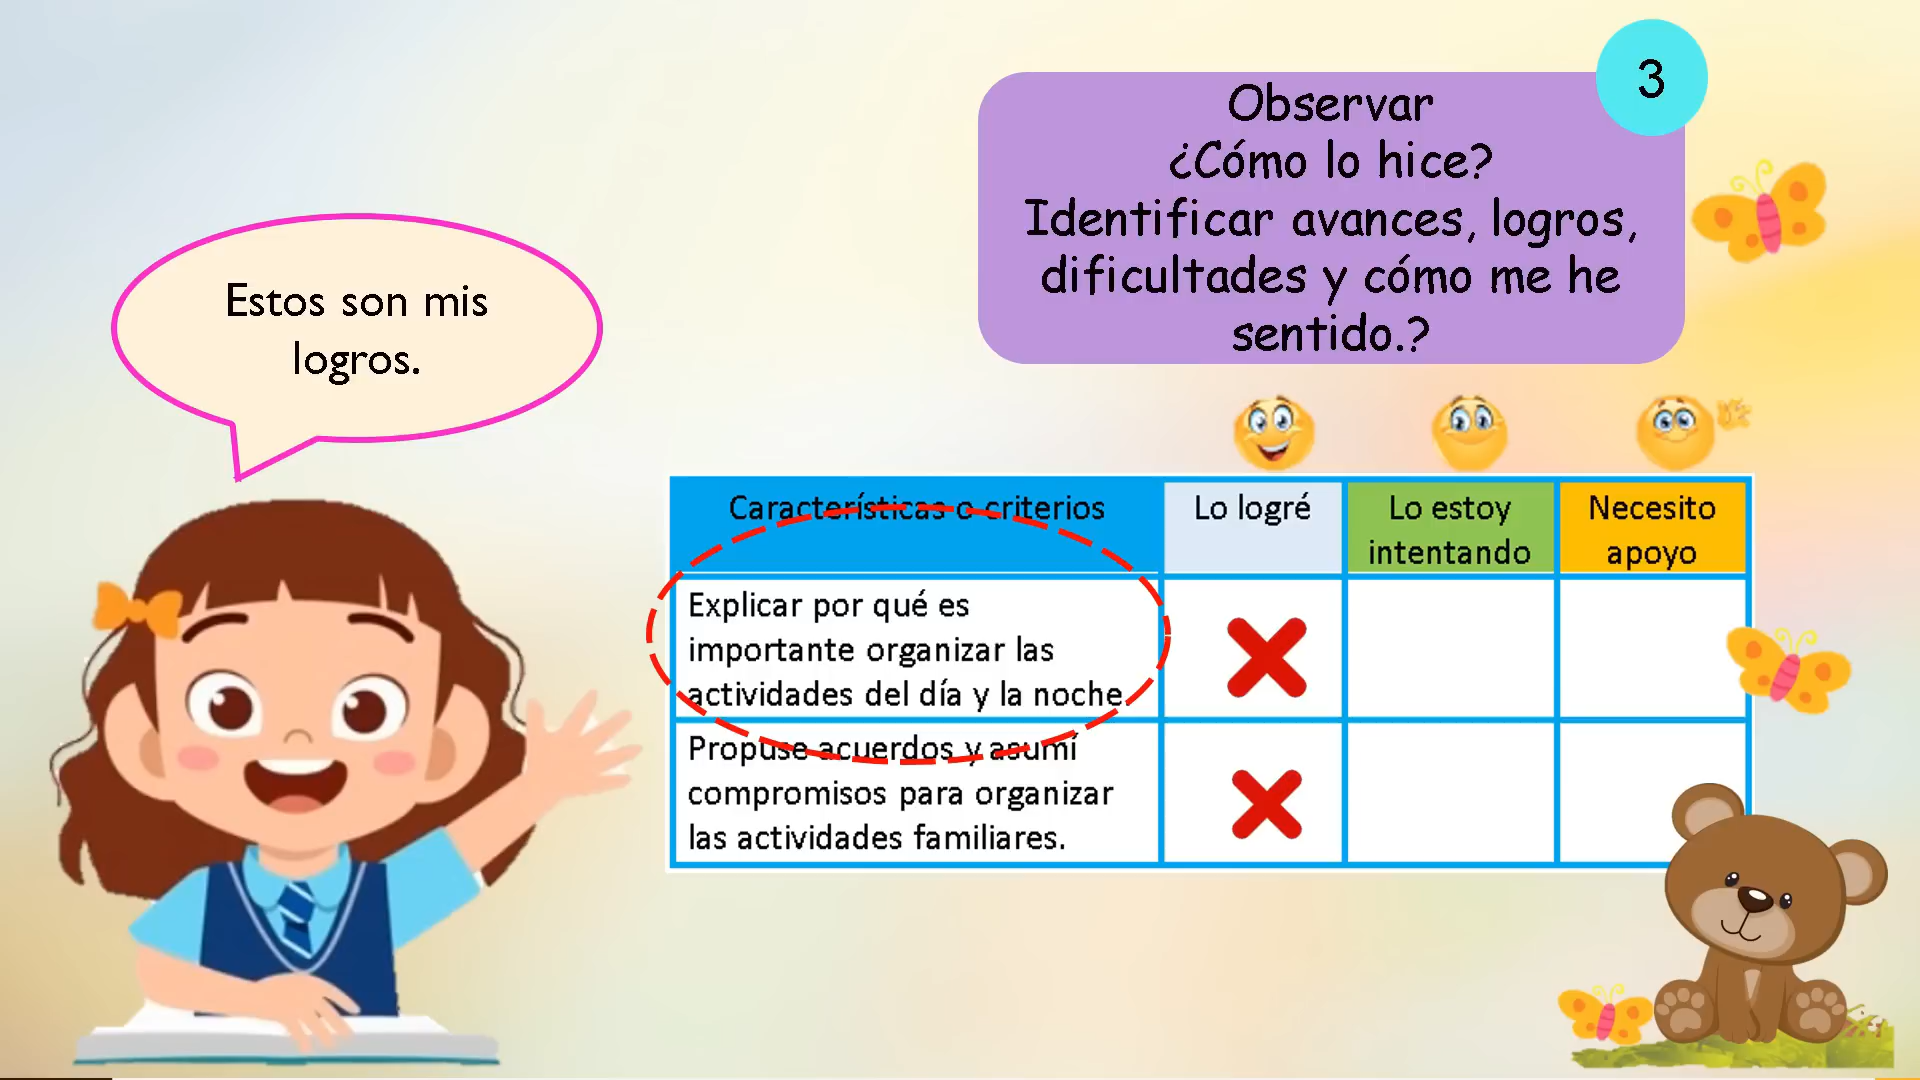 3
Observar
¿Cómo lo hice?
Identificar avances, logros,
dificultades y cómo me he
sentido.?
Estos son mis
logros.
Características o criterios
Lo logré
Lo estoy
intentando
Necesito
apoyo
Explicar por qué es
importante organizar las
actividades del día y la noche
Propuse acuerdos y asumí
compromisos para organizar
las actividades familiares.